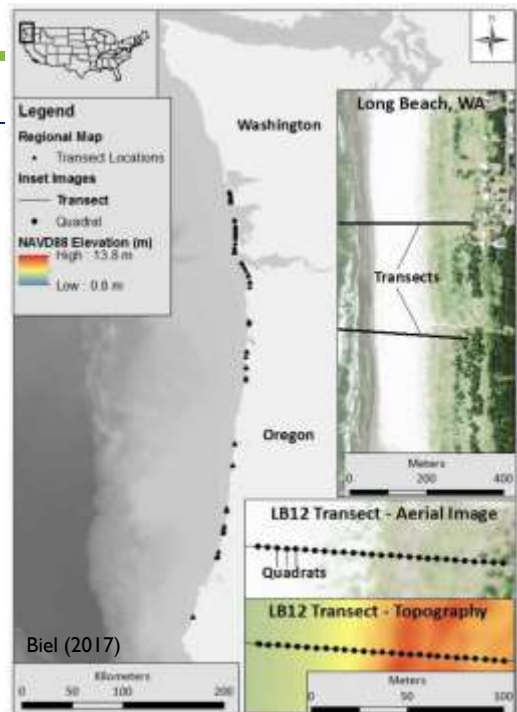 Legend
Regional Map
Transect Locations
Inset Images
Transect
Quadrat
NAVD88 Elevation (m)
High : 13.8 m
Low : 0.8 m
Washington
Oregon
Biel (2017)
Kilometers
0 50 100 200
Long Beach, WA
Transects
Meters
0 200 400
LB12 Transect - Aerial Image
Quadrats
LB12 Transect - Topography
Meters
0 50 100